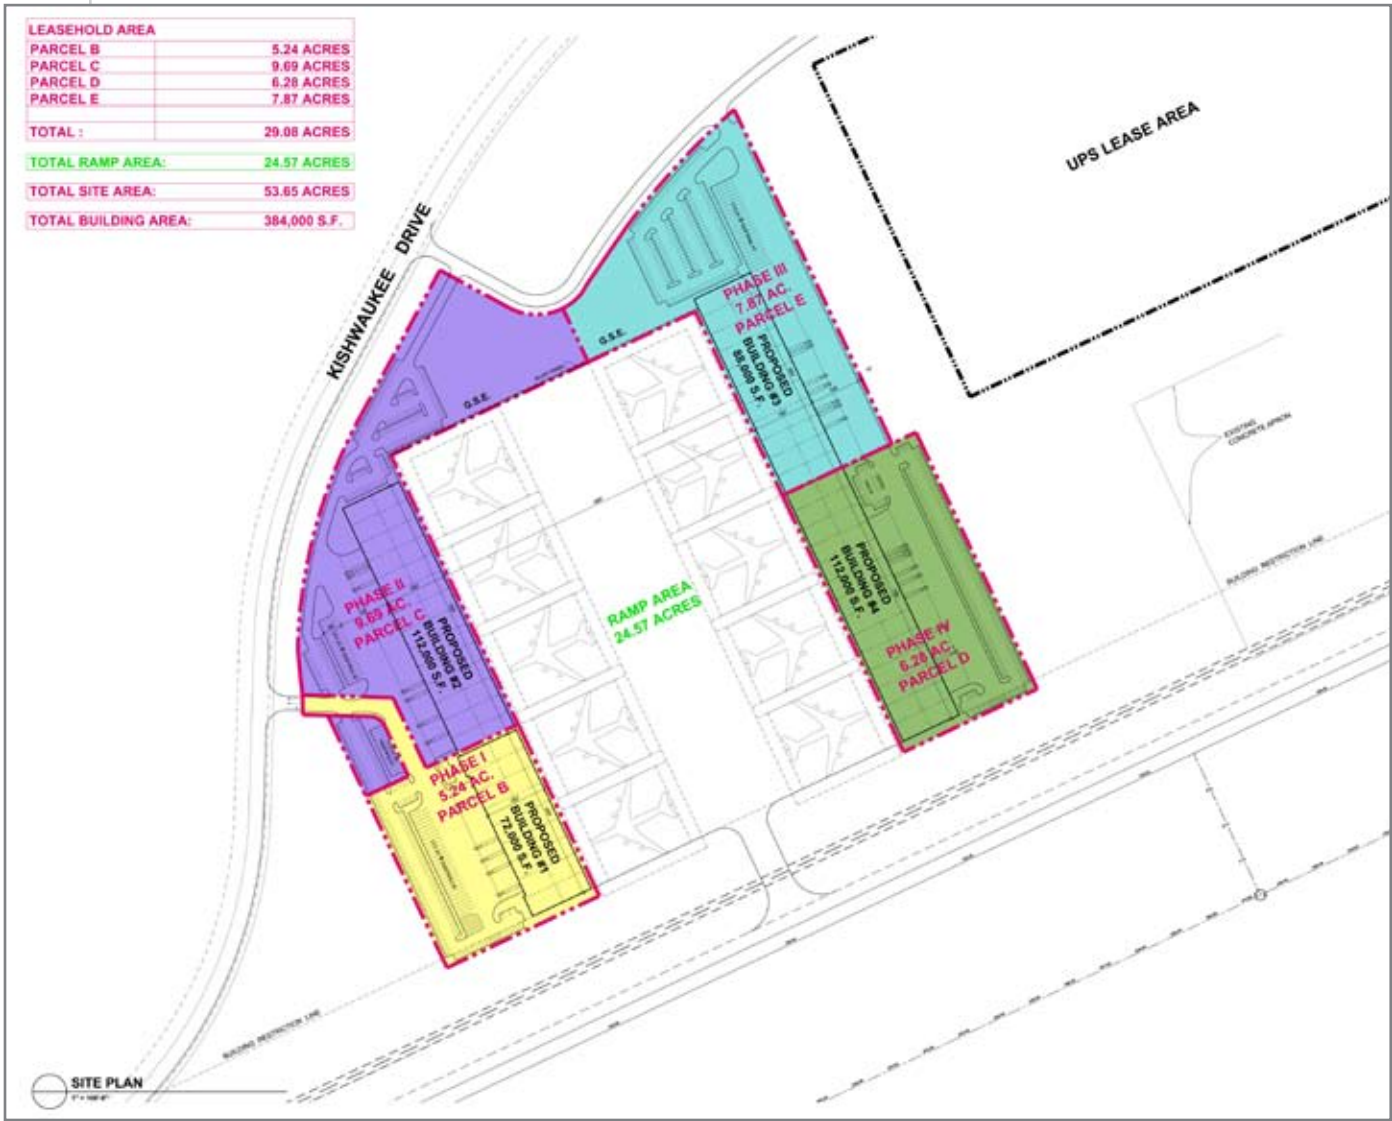 LEASEHOLD AREA
PARCEL B 5.24 ACRES
PARCEL C 9.69 ACRES
PARCEL D 6.28 ACRES
PARCEL E 7.87 ACRES
TOTAL : 29.08 ACRES
TOTAL RAMP AREA: 24.57 ACRES
TOTAL SITE AREA: 53.65 ACRES
TOTAL BUILDING AREA: 384,000 S.F.
UPS LEASE AREA
KISHWAUKEE DRIVE
PHASE III
7.87 AC.
PARCEL E
G.S.E.
PROPOSED
BUILDING #3
88,000 S.F.
G.S.E.
EXISTING
CONCRETE APRON
PROPOSED
BUILDING #4
112,000 S.F.
BUILDING RESTRICTION LINE
PHASE II
9.69 AC.
PARCEL C
RAMP AREA
24.57 ACRES
PROPOSED
BUILDING #2
112,000 S.F.
PHASE IV
6.28 AC.
PARCEL D
PHASE I
5.24 AC.
PARCEL B
PROPOSED
BUILDING #1
72,000 S.F.
BUILDING RESTRICTION LINE
SITE PLAN